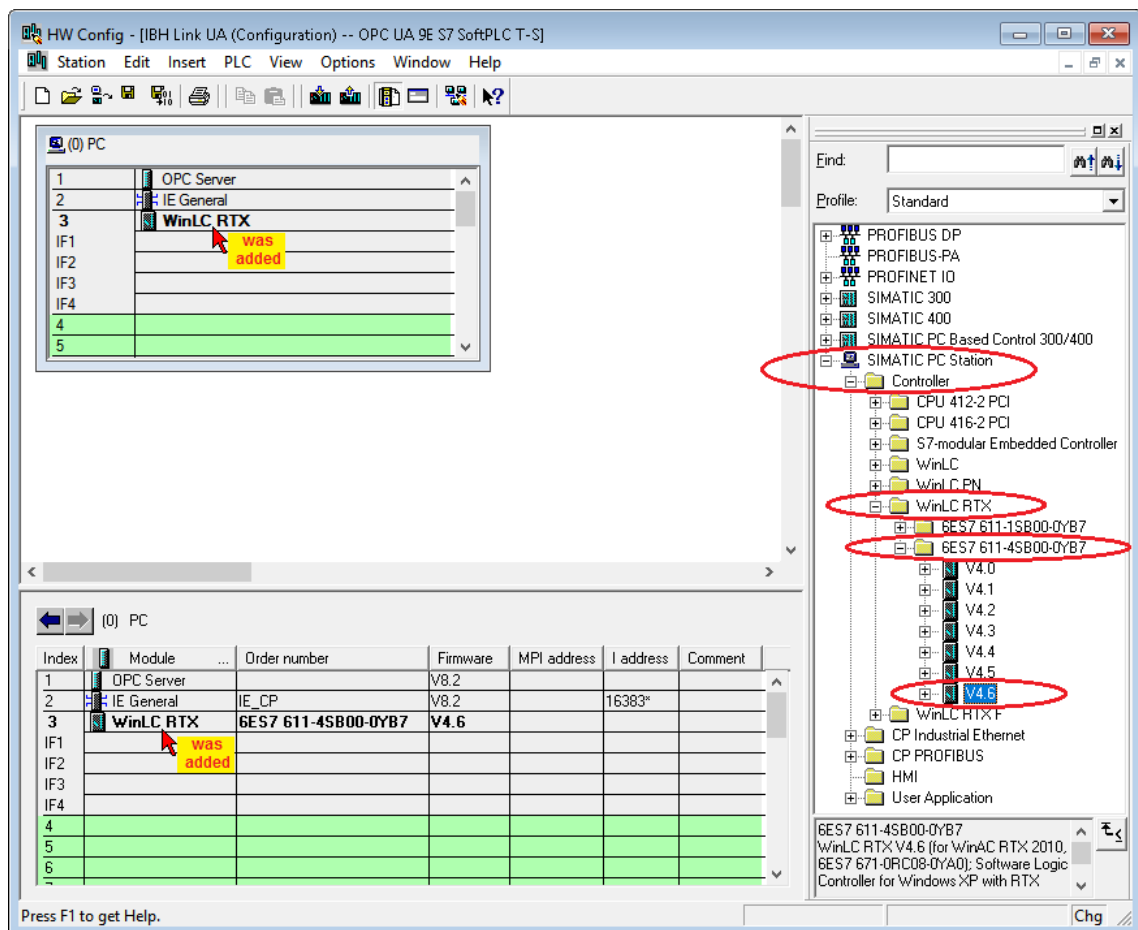 HW Config - [IBH Link UA (Configuration) -- OPC UA 9E S7 SoftPLC T-S]
Station Edit Insert PLC View Options Window Help
(0) PC
1 OPC Server
2 IE General
3 WinLC RTX
was
added
IF1
IF2
IF3
IF4
4
5
Find:
Profile: Standard
PROFIBUS DP
PROFIBUS-PA
PROFINET IO
SIMATIC 300
SIMATIC 400
SIMATIC PC Based Control 300/400
SIMATIC PC Station
Controller
CPU 412-2 PCI
CPU 416-2 PCI
S7-modular Embedded Controller
WinLC
WinLC PN
WinLC RTX
6ES7 611-1SB00-0YB7
6ES7 611-4SB00-0YB7
V4.0
V4.1
V4.2
V4.3
V4.4
V4.5
V4.6
WinLC RTX F
CP Industrial Ethernet
CP PROFIBUS
HMI
User Application
(0) PC
Index Module ... Order number Firmware MPI address I address Comment
1 OPC Server V8.2
2 IE General IE_CP V8.2 16383*
3 WinLC RTX 6ES7 611-4SB00-0YB7 V4.6
was
added
IF1
IF2
IF3
IF4
4
5
6
6ES7 611-4SB00-0YB7
WinLC RTX V4.6 (for WinAC RTX 2010,
6ES7 671-0RC08-0YA0); Software Logic
Controller for Windows XP with RTX
Press F1 to get Help.
Chg